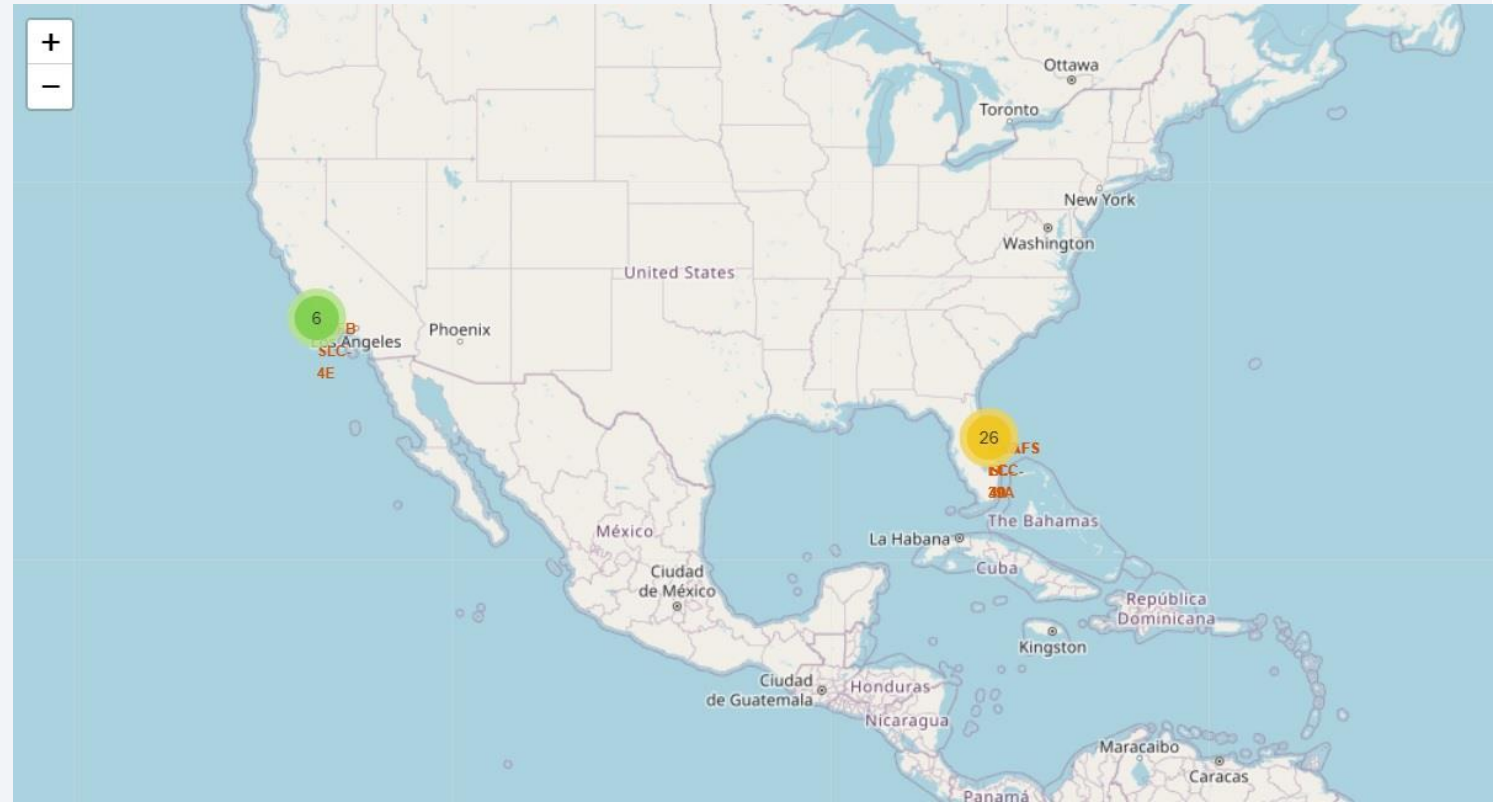 +
−
Ottawa
Toronto
New York
Washington
United States
6
Phoenix
Angeles
SLC-
4E
26
The Bahamas
México
La Habana
Cuba
Ciudad
de México
República
Dominicana
Kingston
Ciudad
de Guatemala
Honduras
Nicaragua
Maracaibo
Caracas
Panamá